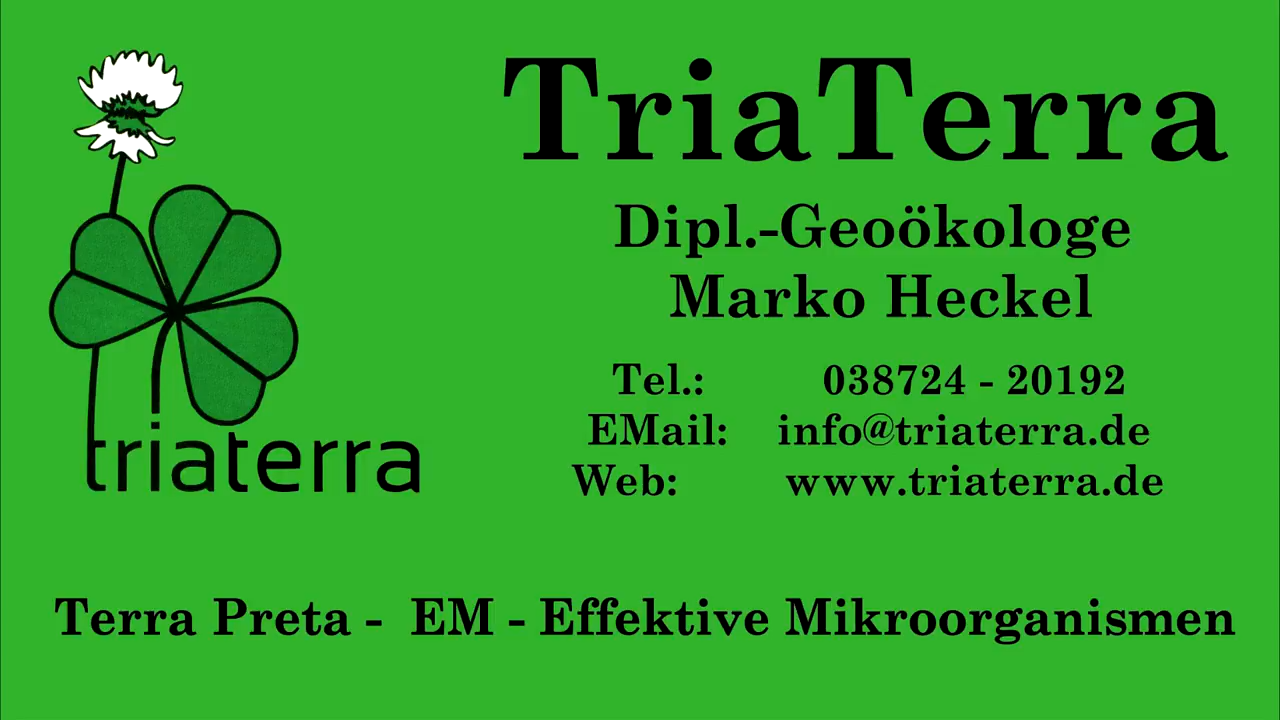 TriaTerra
Dipl.-Geoökologe
Marko Heckel
Tel.: 038724 - 20192
EMail: info@triaterra.de
Web: www.triaterra.de
triaterra
Terra Preta - EM - Effektive Mikroorganismen